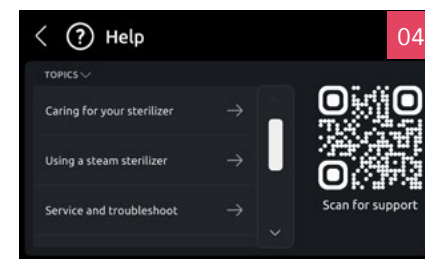 Help
04
TOPICS
Caring for your sterilizer
Using a steam sterilizer
Service and troubleshoot
Scan for support